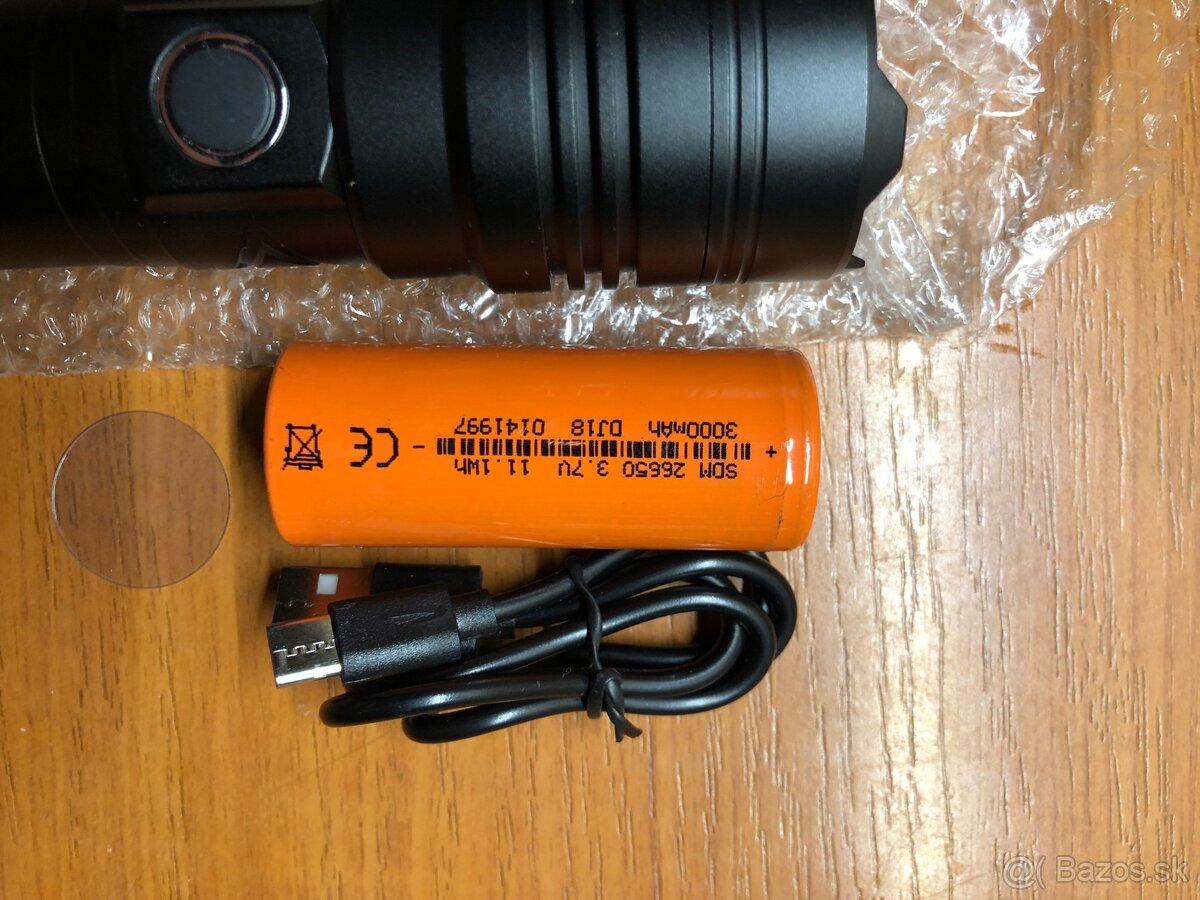 SDM 26650 3.7V 11.1Wh
+ -
3000mAh DJ18 0141997
CE
@( Bazos.sk